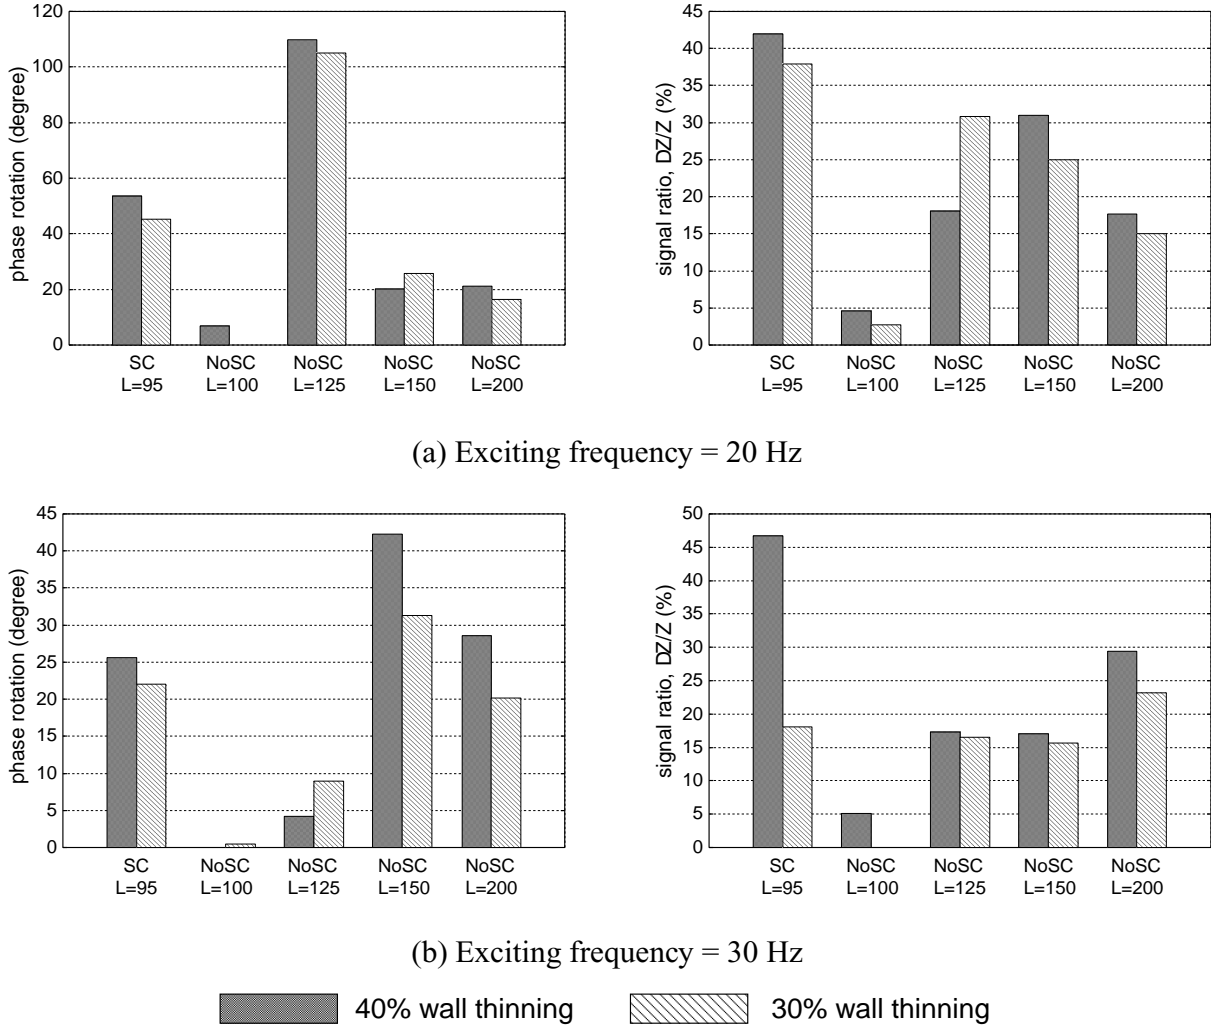 phase rotation (degree)
120
100
80
60
40
20
0
SC NoSC NoSC NoSC NoSC
L=95 L=100 L=125 L=150 L=200
signal ratio, DZ/Z (%)
45
40
35
30
25
20
15
10
5
0
SC NoSC NoSC NoSC NoSC
L=95 L=100 L=125 L=150 L=200
(a) Exciting frequency = 20 Hz
phase rotation (degree)
45
40
35
30
25
20
15
10
5
0
SC NoSC NoSC NoSC NoSC
L=95 L=100 L=125 L=150 L=200
signal ratio, DZ/Z (%)
50
45
40
35
30
25
20
15
10
5
0
SC NoSC NoSC NoSC NoSC
L=95 L=100 L=125 L=150 L=200
(b) Exciting frequency = 30 Hz
40% wall thinning 30% wall thinning